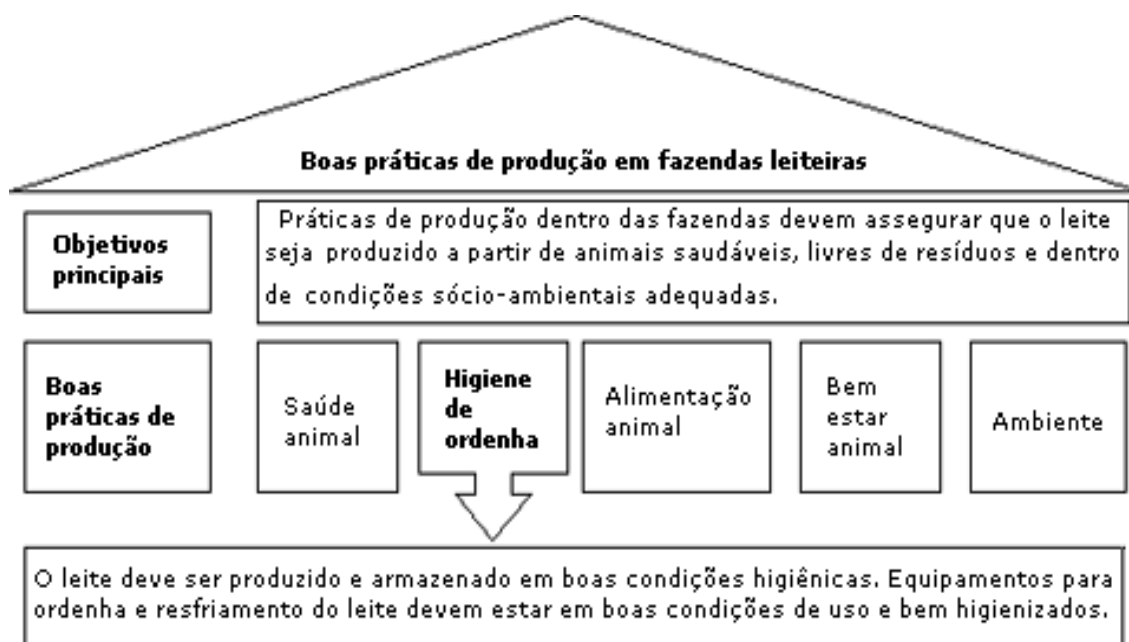 Boas práticas de produção em fazendas leiteiras
Objetivos
principais
Práticas de produção dentro das fazendas devem assegurar que o leite
seja produzido a partir de animais saudáveis, livres de resíduos e dentro
de condições sócio-ambientais adequadas.
Boas
práticas de
produção
Saúde
animal
Higiene
de
ordenha
Alimentação
animal
Bem
estar
animal
Ambiente
O leite deve ser produzido e armazenado em boas condições higiênicas. Equipamentos para
ordenha e resfriamento do leite devem estar em boas condições de uso e bem higienizados.